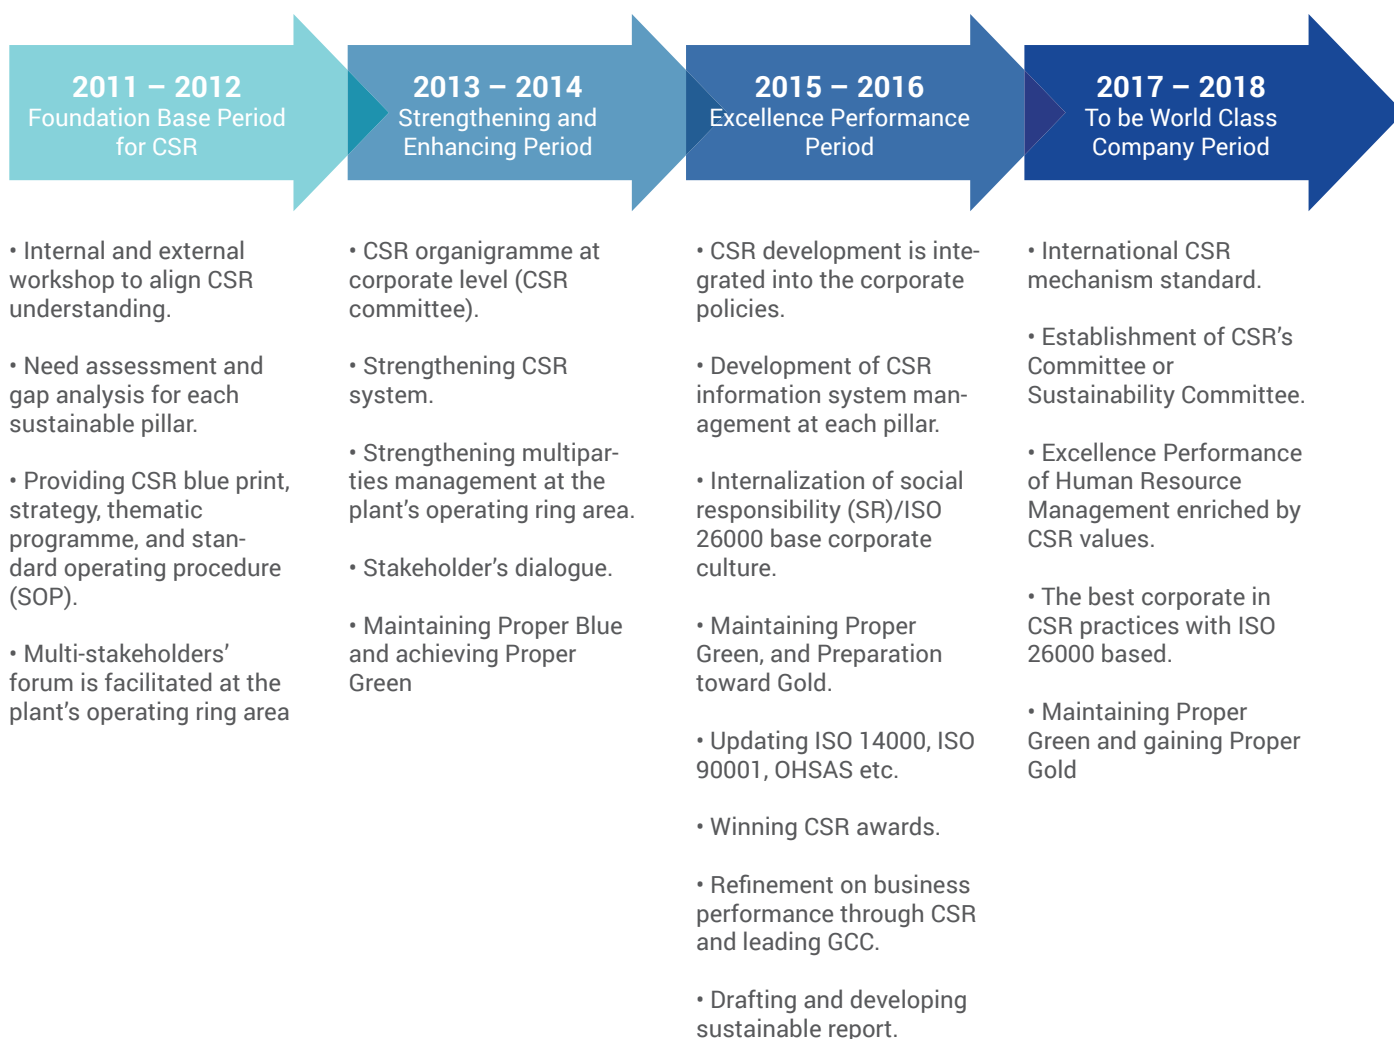 2011 – 2012
Foundation Base Period
for CSR
2013 – 2014
Strengthening and
Enhancing Period
2015 – 2016
Excellence Performance
Period
2017 – 2018
To be World Class
Company Period
• Internal and external
workshop to align CSR
understanding.
• Need assessment and
gap analysis for each
sustainable pillar.
• Providing CSR blue print,
strategy, thematic
programme, and stan-
dard operating procedure
(SOP).
• Multi-stakeholders’
forum is facilitated at the
plant’s operating ring area
• CSR organigramme at
corporate level (CSR
committee).
• Strengthening CSR
system.
• Strengthening multipar-
ties management at the
plant’s operating ring area.
• Stakeholder’s dialogue.
• Maintaining Proper Blue
and achieving Proper
Green
• CSR development is inte-
grated into the corporate
policies.
• Development of CSR
information system man-
agement at each pillar.
• Internalization of social
responsibility (SR)/ISO
26000 base corporate
culture.
• Maintaining Proper
Green, and Preparation
toward Gold.
• Updating ISO 14000, ISO
90001, OHSAS etc.
• Winning CSR awards.
• Refinement on business
performance through CSR
and leading GCC.
• Drafting and developing
sustainable report.
• International CSR
mechanism standard.
• Establishment of CSR’s
Committee or
Sustainability Committee.
• Excellence Performance
of Human Resource
Management enriched by
CSR values.
• The best corporate in
CSR practices with ISO
26000 based.
• Maintaining Proper
Green and gaining Proper
Gold